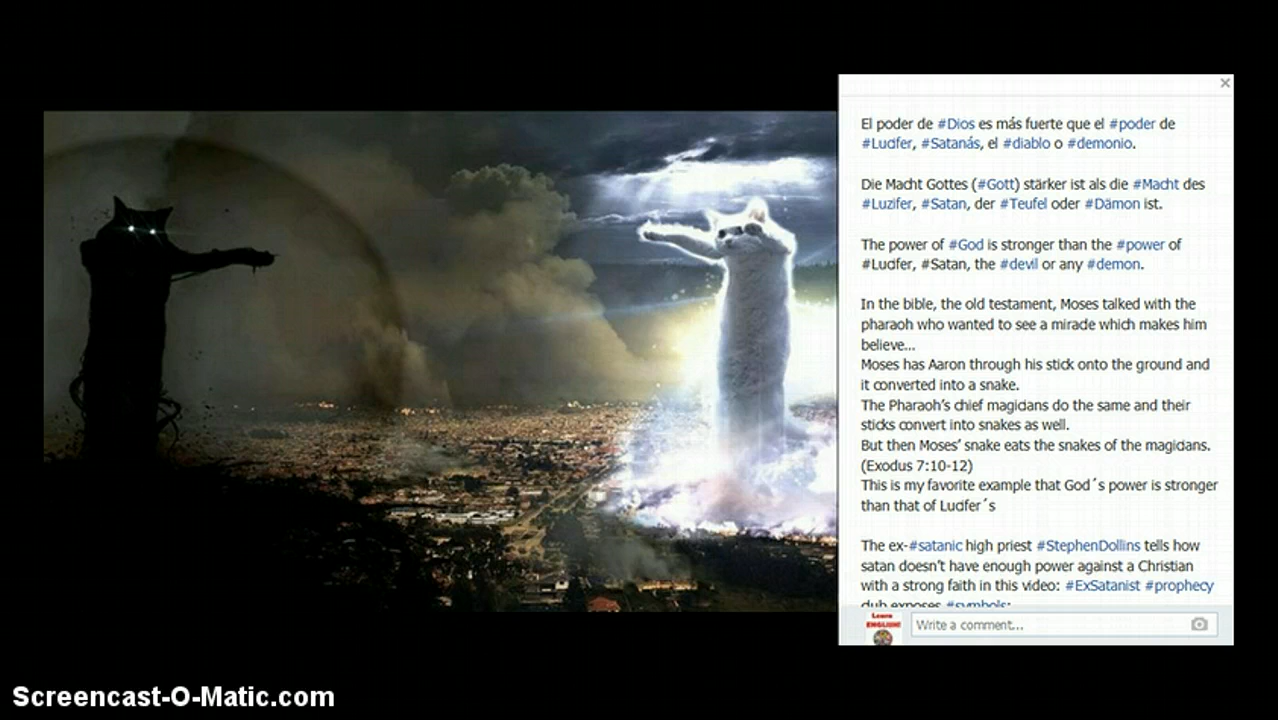 El poder de #Dios es más fuerte que el #poder de
#Lucifer, #Satanás, el #diablo o #demonio.
Die Macht Gottes (#Gott) stärker ist als die #Macht des
#Luzifer, #Satan, der #Teufel oder #Dämon ist.
The power of #God is stronger than the #power of
#Lucifer, #Satan, the #devil or any #demon.
In the bible, the old testament, Moses talked with the
pharaoh who wanted to see a miracle which makes him
believe...
Moses has Aaron through his stick onto the ground and
it converted into a snake.
The Pharaoh's chief magicians do the same and their
sticks convert into snakes as well.
But then Moses' snake eats the snakes of the magicians.
(Exodus 7:10-12)
This is my favorite example that God´s power is stronger
than that of Lucifer´s
The ex-#satanic high priest #StephenDollins tells how
satan doesn't have enough power against a Christian
with a strong faith in this video: #ExSatanist #prophecy
club exposes #symbols:
Learn
ENGLISH!
Write a comment...
Screencast-O-Matic.com